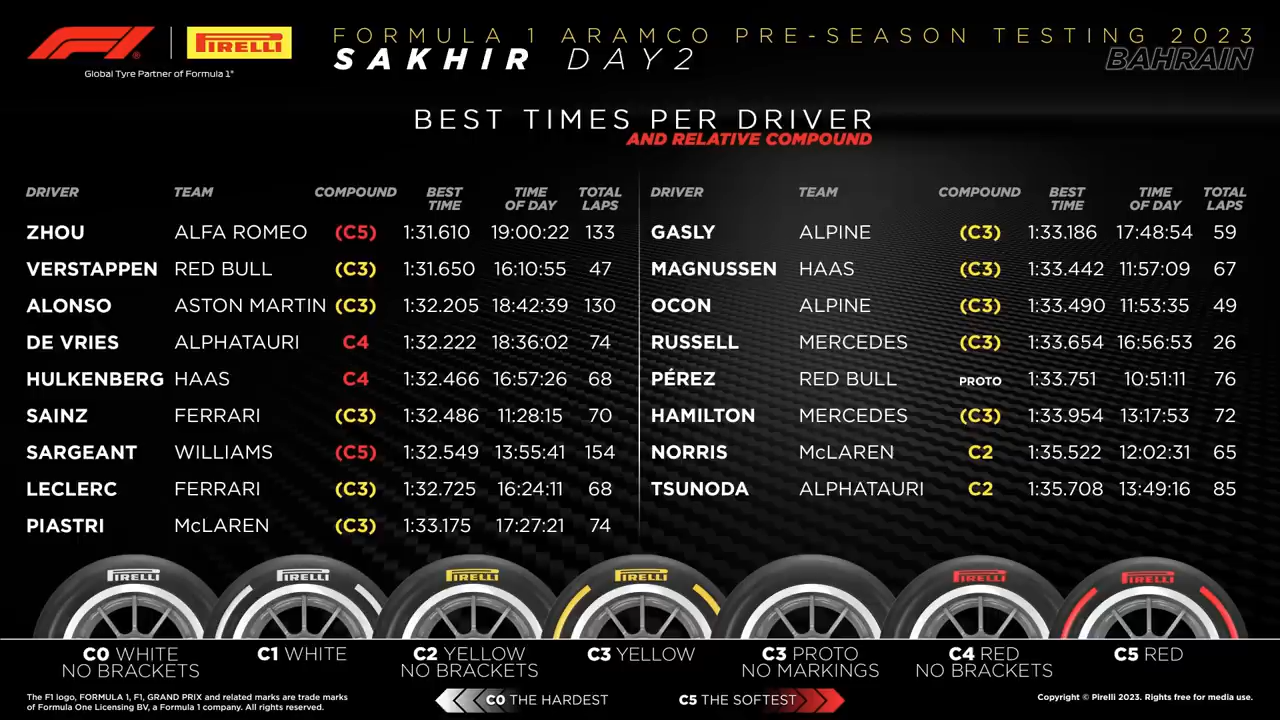 F1 ® PIRELLI
Global Tyre Partner of Formula 1®
FORMULA 1 ARAMCO PRE-SEASON TESTING 2023
SAKHIR DAY2
BAHRAIN
BEST TIMES PER DRIVER
AND RELATIVE COMPOUND
DRIVER TEAM COMPOUND BEST TIME TIME OF DAY TOTAL LAPS
ZHOU ALFA ROMEO (C5) 1:31.610 19:00:22 133
VERSTAPPEN RED BULL (C3) 1:31.650 16:10:55 47
ALONSO ASTON MARTIN (C3) 1:32.205 18:42:39 130
DE VRIES ALPHATAURI C4 1:32.222 18:36:02 74
HULKENBERG HAAS C4 1:32.466 16:57:26 68
SAINZ FERRARI (C3) 1:32.486 11:28:15 70
SARGEANT WILLIAMS (C5) 1:32.549 13:55:41 154
LECLERC FERRARI (C3) 1:32.725 16:24:11 68
PIASTRI McLAREN (C3) 1:33.175 17:27:21 74
DRIVER TEAM COMPOUND BEST TIME TIME OF DAY TOTAL LAPS
GASLY ALPINE (C3) 1:33.186 17:48:54 59
MAGNUSSEN HAAS (C3) 1:33.442 11:57:09 67
OCON ALPINE (C3) 1:33.490 11:53:35 49
RUSSELL MERCEDES (C3) 1:33.654 16:56:53 26
PÉREZ RED BULL PROTO 1:33.751 10:51:11 76
HAMILTON MERCEDES (C3) 1:33.954 13:17:53 72
NORRIS McLAREN C2 1:35.522 12:02:31 65
TSUNODA ALPHATAURI C2 1:35.708 13:49:16 85
PIRELLI PIRELLI PIRELLI PIRELLI PIRELLI PIRELLI
C0 WHITE NO BRACKETS
C1 WHITE
C2 YELLOW NO BRACKETS
C3 YELLOW
C3 PROTO NO MARKINGS
C4 RED NO BRACKETS
C5 RED
The F1 logo, FORMULA 1, F1, GRAND PRIX and related marks are trade marks
of Formula One Licensing BV, a Formula 1 company. All rights reserved.
C0 THE HARDEST
C5 THE SOFTEST
Copyright © Pirelli 2023. Rights free for media use.